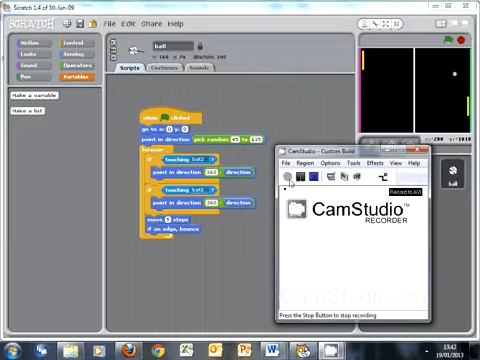 Scratch 1.4 of 30-Jun-09
SCRATCH File Edit Share Help
Motion Control
Looks Sensing
Sound Operators
Pen Variables
Make a variable
Make a list
ball
direction
Scripts Costumes Sounds
when clicked
go to x: 0 y: 0
point in direction pick random 45 to 135
forever
if touching bat2 ?
point in direction 360 - direction
if touching bat1 ?
point in direction 360 - direction
move 5 steps
if on edge, bounce
ball
CamStudio - Custom Build
File Region Options Tools Effects View Help
Record to AVI
CamStudio™
RECORDER
CamStudio.org
Press the Stop Button to stop recording
13:42
19/01/2013